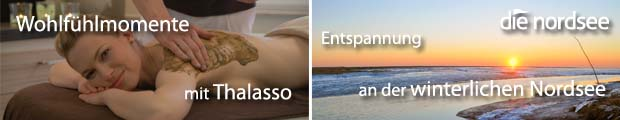 Wohlfühlmomente
mit Thalasso
die nordsee
Entspannung
an der winterlichen Nordsee